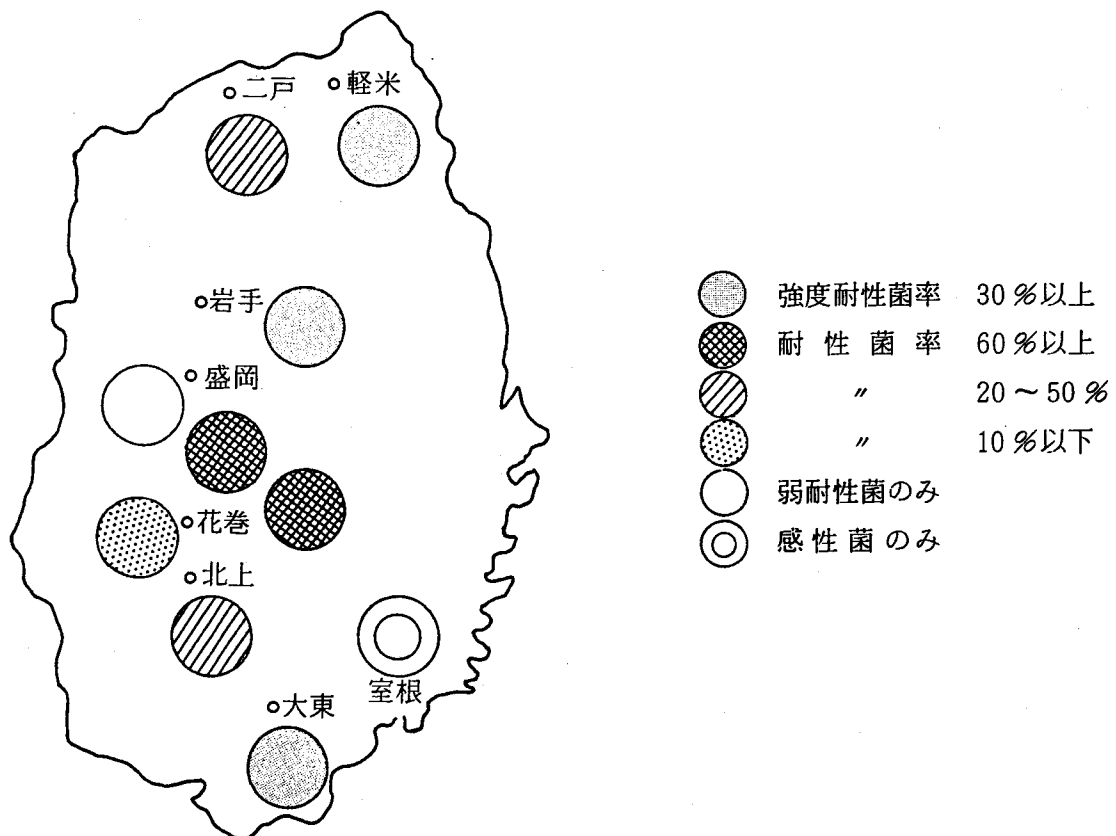 二戸
軽米
岩手
盛岡
花巻
北上
室根
大東
強度耐性菌率 30%以上
耐性菌率 60%以上
〃 20~50%
〃 10%以下
弱耐性菌のみ
感性菌のみ